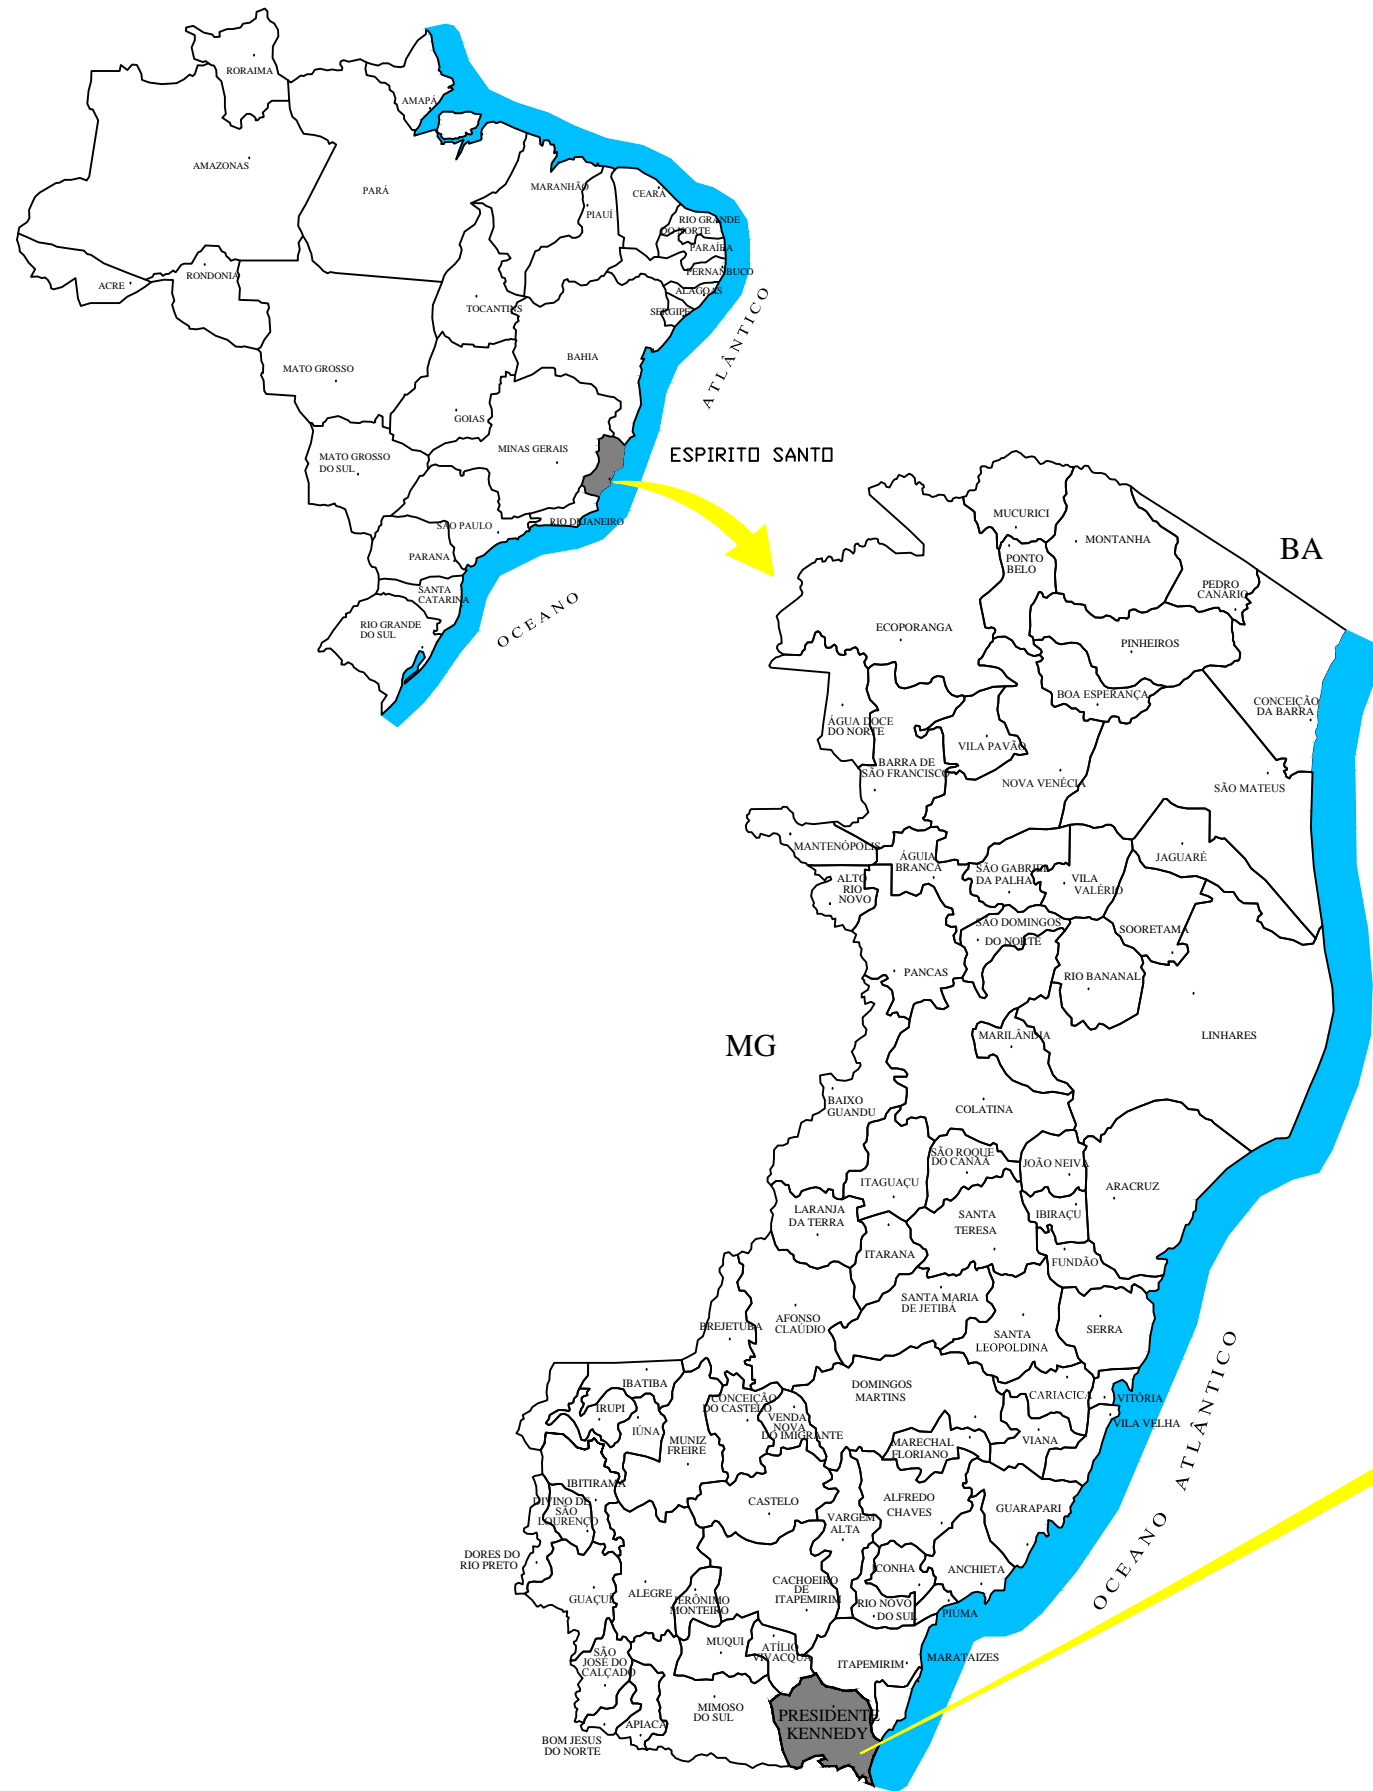 RORAIMA
AMAPÁ
AMAZONAS
PARÁ
MARANHÃO
PIAUÍ
CEARÁ
RIO GRANDE
DO NORTE
PARAÍBA
PERNANBUCO
ALAGOAS
SERGIPE
ACRE
RONDONIA
TOCANTINS
BAHIA
MATO GROSSO
GOIAS
MINAS GERAIS
MATO GROSSO
DO SUL
SAO PAULO
RIO DEJANEIRO
PARANA
SANTA
CATARINA
RIO GRANDE
DO SUL
OCEANO
ATLÂNTICO
ESPIRITO SANTO
BA
MG
MUCURICI
MONTANHA
PONTO
BELO
PEDRO
CANÁRIO
ECOPORANGA
PINHEIROS
BOA ESPERANÇA
CONCEIÇÃO
DA BARRA
ÁGUA DOCE
DO NORTE
VILA PAVÃO
BARRA DE
SÃO FRANCISCO
NOVA VENÉCIA
SÃO MATEUS
MANTENÓPOLIS
ÁGUIA
BRANCA
SÃO GABRIEL
DA PALHA
VILA
VALÉRIO
JAGUARÉ
ALTO
RIO
NOVO
SÃO DOMINGOS
DO NORTE
SOORETAMA
PANCAS
RIO BANANAL
MARILÂNDIA
LINHARES
BAIXO
GUANDU
COLATINA
SÃO ROQUE
DO CANAÃ
JOÃO NEIVA
ITAGUAÇU
ARACRUZ
LARANJA
DA TERRA
SANTA
TERESA
IBIRAÇU
ITARANA
FUNDÃO
SANTA MARIA
DE JETIBÁ
AFONSO
CLAÚDIO
BREJETUBA
SANTA
LEOPOLDINA
SERRA
IBATIBA
DOMINGOS
MARTINS
CARIACICA
VITÓRIA
VILA VELHA
IRUPI
IÚNA
CONCEIÇÃO
DO CASTELO
VENDA
NOVA
DO IMIGRANTE
MUNIZ
FREIRE
MARECHAL
FLORIANO
VIANA
IBITIRAMA
DIVINO DE
SÃO
LOURENÇO
CASTELO
VARGEM
ALTA
ALFREDO
CHAVES
GUARAPARI
DORES DO
RIO PRETO
GUAÇUÍ
ALEGRE
JERÔNIMO
MONTEIRO
CACHOEIRO
DE
ITAPEMIRIM
ICONHA
ANCHIETA
RIO NOVO
DO SUL
PIUMA
MUQUI
ATÍLIO
VIVACQUA
ITAPEMIRIM
MARATAIZES
SÃO
JOSÉ DO
CALÇADO
MIMOSO
DO SUL
APIACÁ
BOM JESUS
DO NORTE
PRESIDENTE
KENNEDY
OCEANO ATLÂNTICO